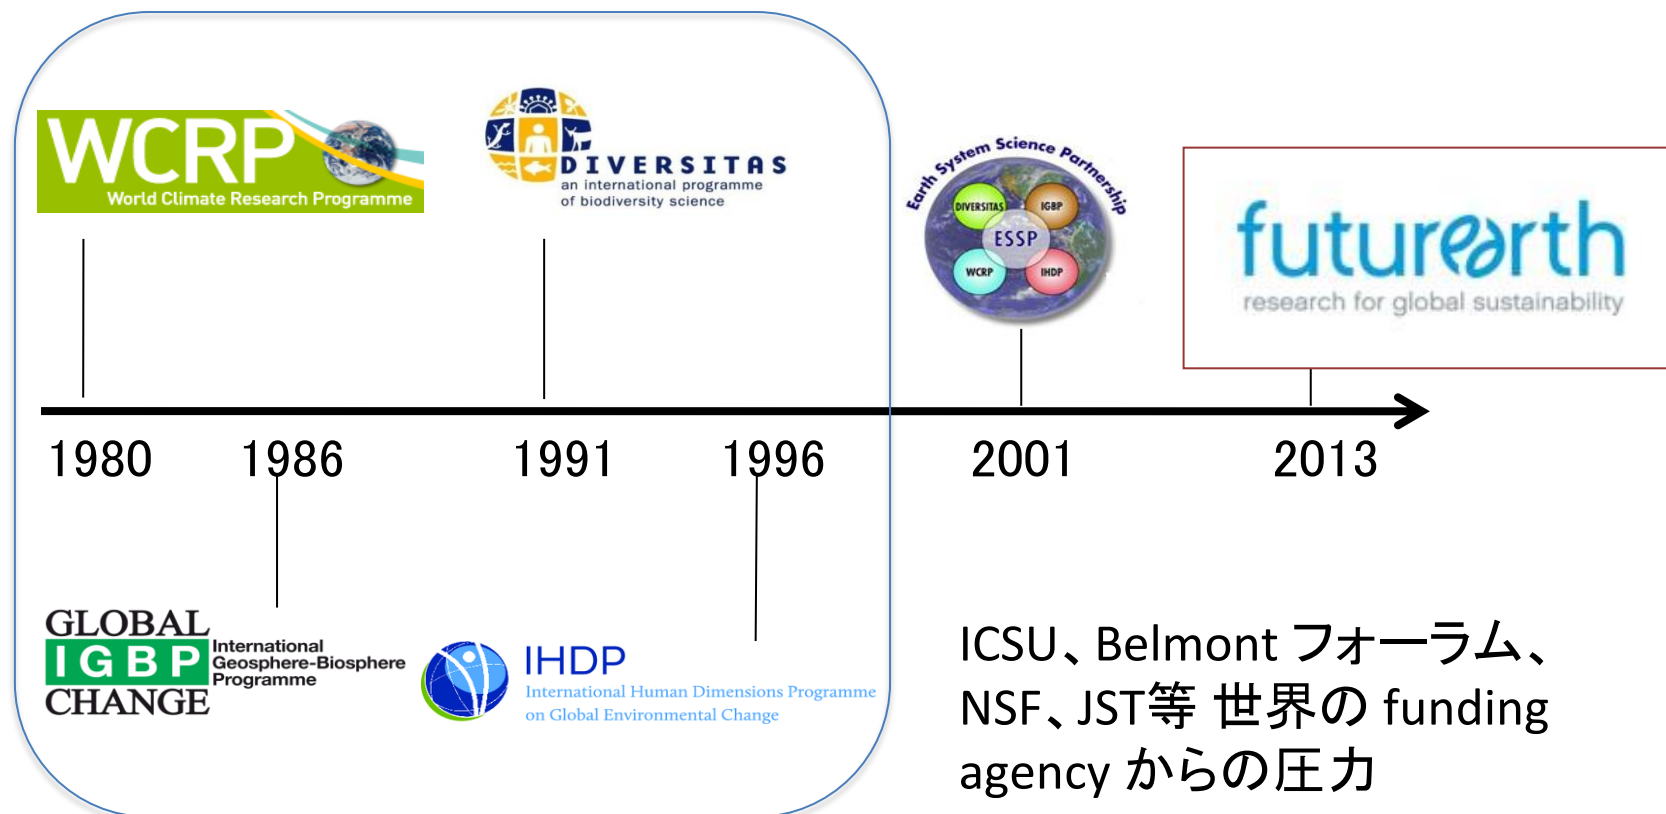 WCRP
World Climate Research Programme
DIVERSITAS
an international programme
of biodiversity science
Earth System Science Partnership
DIVERSITAS
IGBP
ESSP
WCRP
IHDP
futurearth
research for global sustainability
1980
1986
1991
1996
2001
2013
GLOBAL
IGBP
CHANGE
International
Geosphere-Biosphere
Programme
IHDP
International Human Dimensions Programme
on Global Environmental Change
ICSU、Belmont フォーラム、
NSF、JST等 世界の funding
agency からの圧力